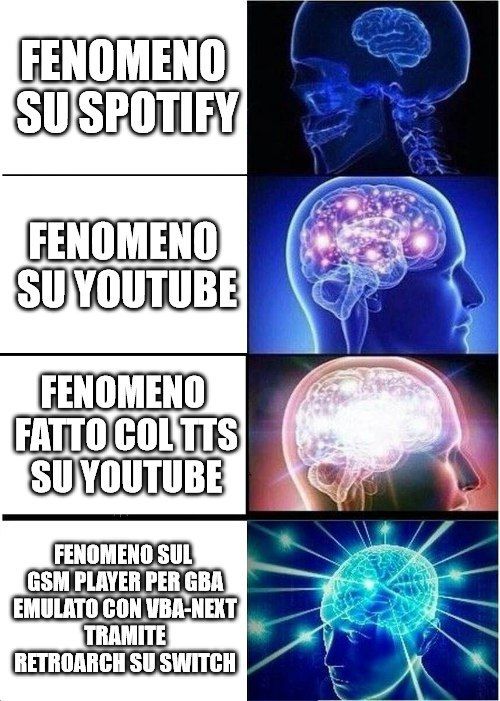 FENOMENO
SU SPOTIFY
FENOMENO
SU YOUTUBE
FENOMENO
FATTO COL TTS
SU YOUTUBE
FENOMENO SUL
GSM PLAYER PER GBA
EMULATO CON VBA-NEXT
TRAMITE
RETROARCH SU SWITCH